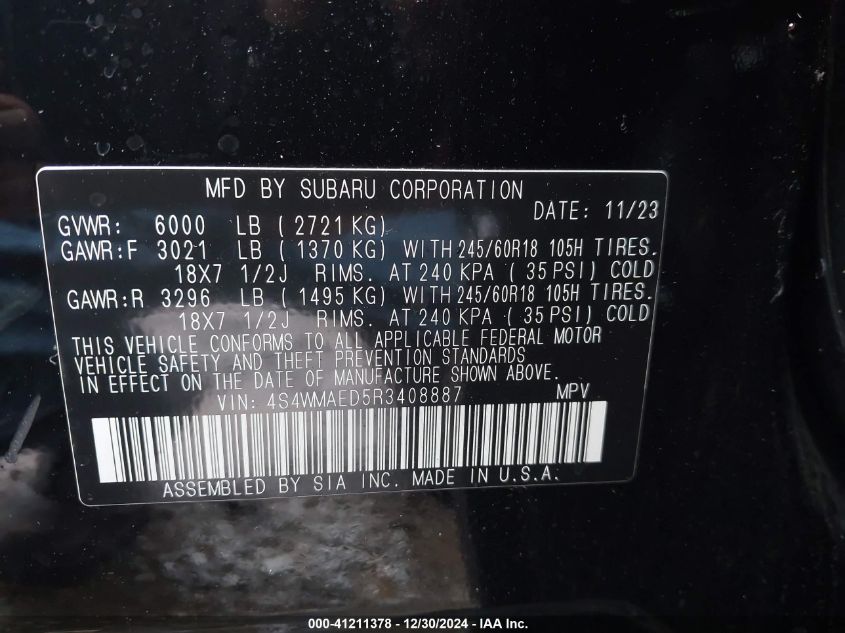 MFD BY SUBARU CORPORATION
DATE: 11/23
GVWR: 6000 LB ( 2721 KG)
GAWR:F 3021 LB ( 1370 KG) WITH 245/60R18 105H TIRES.
18X7 1/2J RIMS. AT 240 KPA ( 35 PSI) COLD
GAWR:R 3296 LB ( 1495 KG) WITH 245/60R18 105H TIRES.
18X7 1/2J RIMS. AT 240 KPA ( 35 PSI) COLD
THIS VEHICLE CONFORMS TO ALL APPLICABLE FEDERAL MOTOR
VEHICLE SAFETY AND THEFT PREVENTION STANDARDS
IN EFFECT ON THE DATE OF MANUFACTURE SHOWN ABOVE.
VIN: 4S4WMAED5R3408887 MPV
ASSEMBLED BY SIA INC. MADE IN U.S.A.
000-41211378 - 12/30/2024 - IAA Inc.